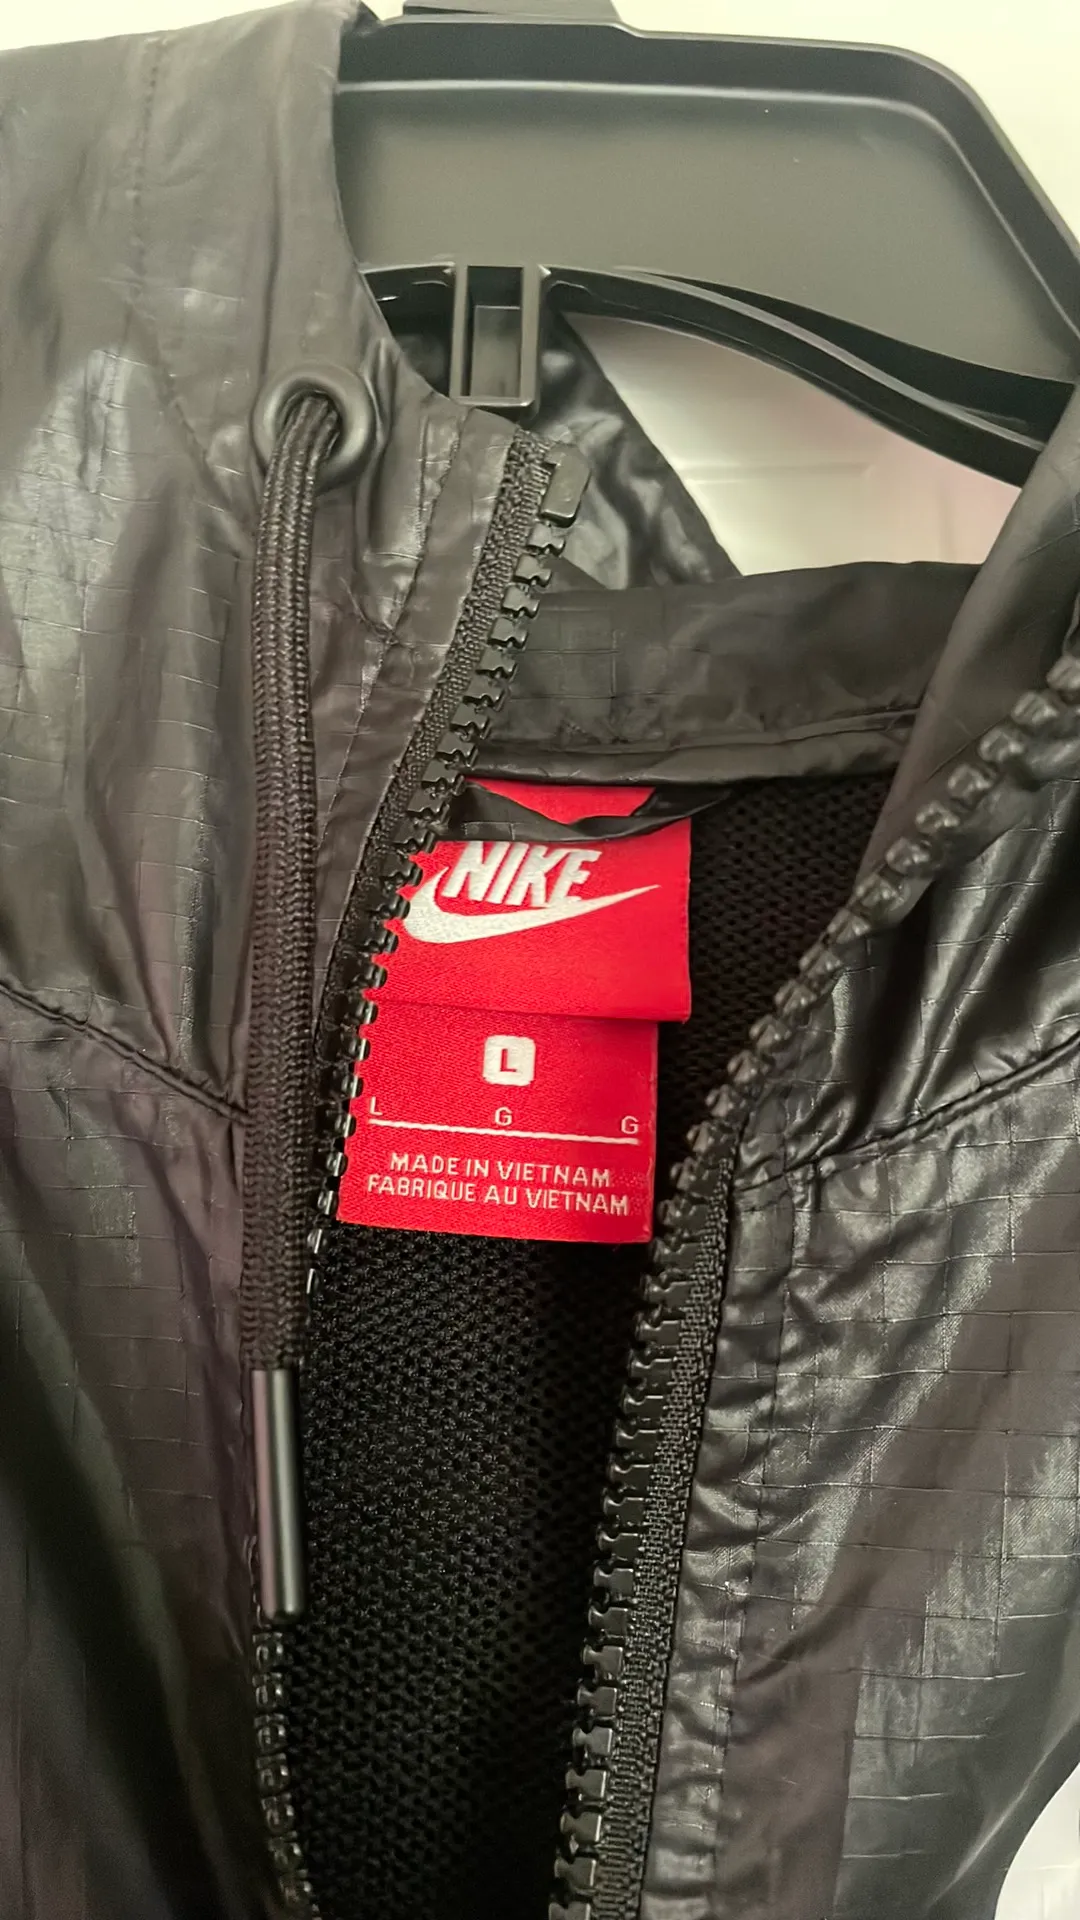 NIKE
L
L G G
MADE IN VIETNAM
FABRIQUE AU VIETNAM